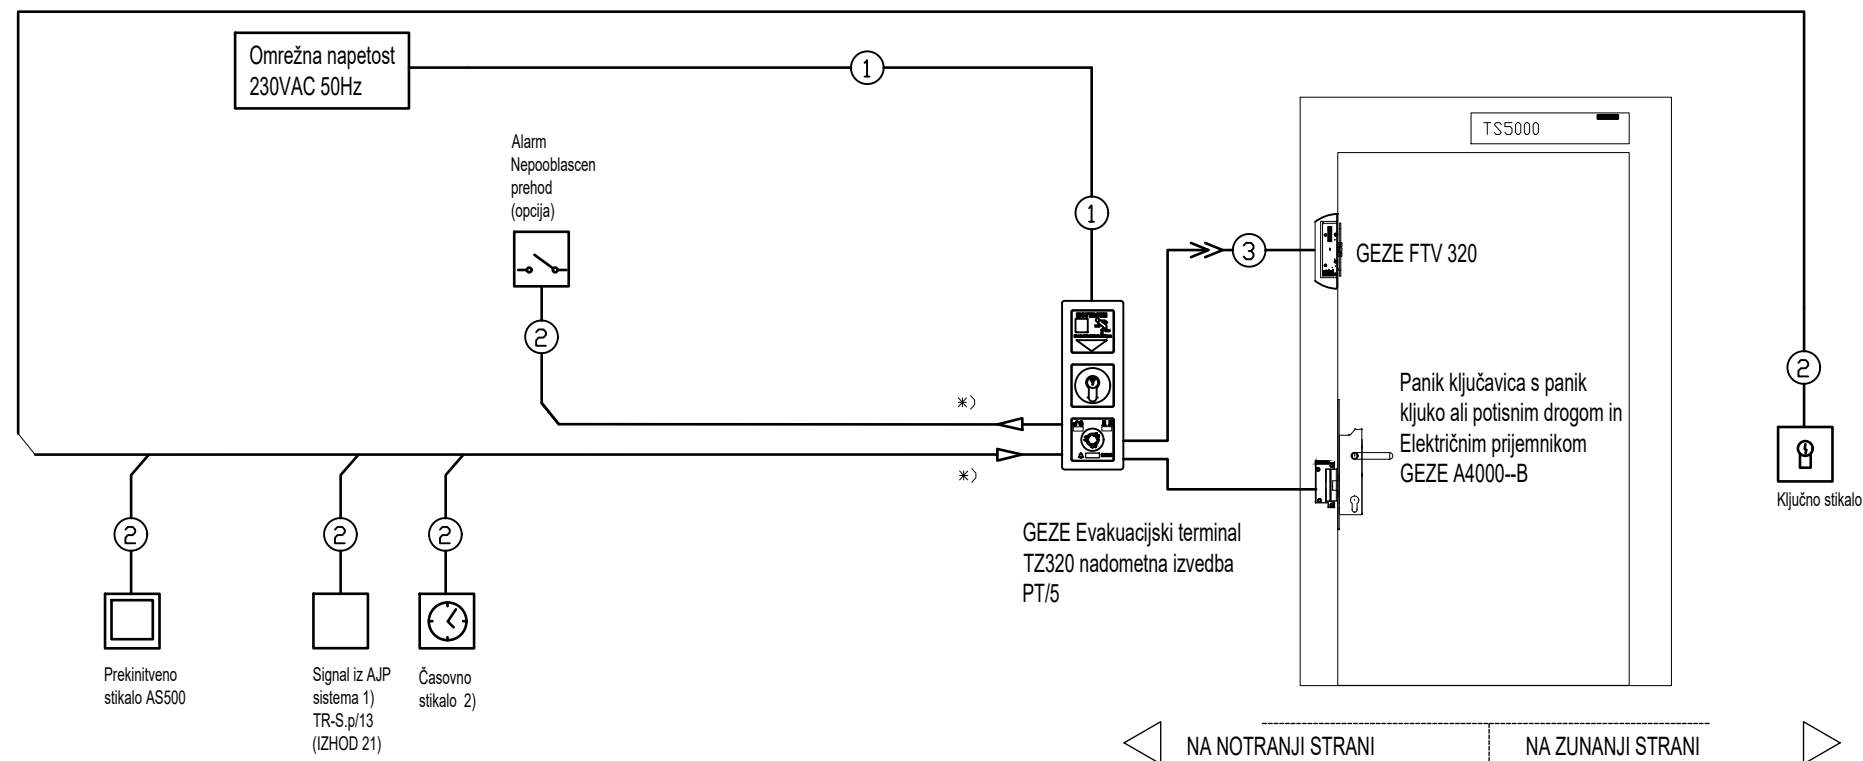 Omrežna napetost
230VAC 50Hz
1
TS5000
Alarm
Nepooblascen
prehod
(opcija)
1
3
GEZE FTV 320
2
2
Panik ključavica s panik
kljuko ali potisnim drogom in
Električnim prijemnikom
GEZE A4000--B
*)
*)
Ključno stikalo
GEZE Evakuacijski terminal
TZ320 nadometna izvedba
PT/5
2
2
2
Prekinitveno
stikalo AS500
Signal iz AJP
sistema 1)
TR-S.p/13
(IZHOD 21)
Časovno
stikalo 2)
NA NOTRANJI STRANI
NA ZUNANJI STRANI